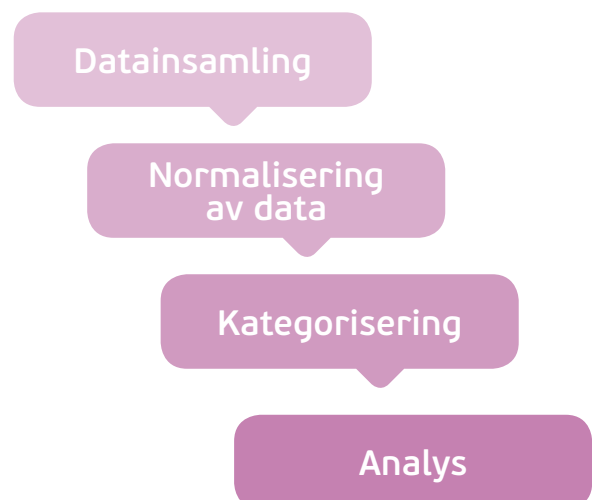 Datainsamling
Normalisering
av data
Kategorisering
Analys